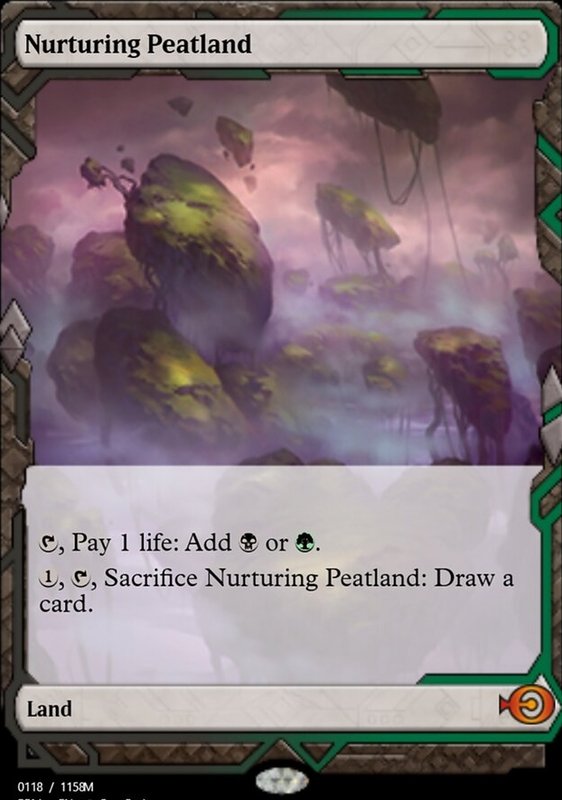 Nurturing Peatland
, Pay 1 life: Add or .
1, , Sacrifice Nurturing Peatland: Draw a
card.
Land
0118 / 1158M